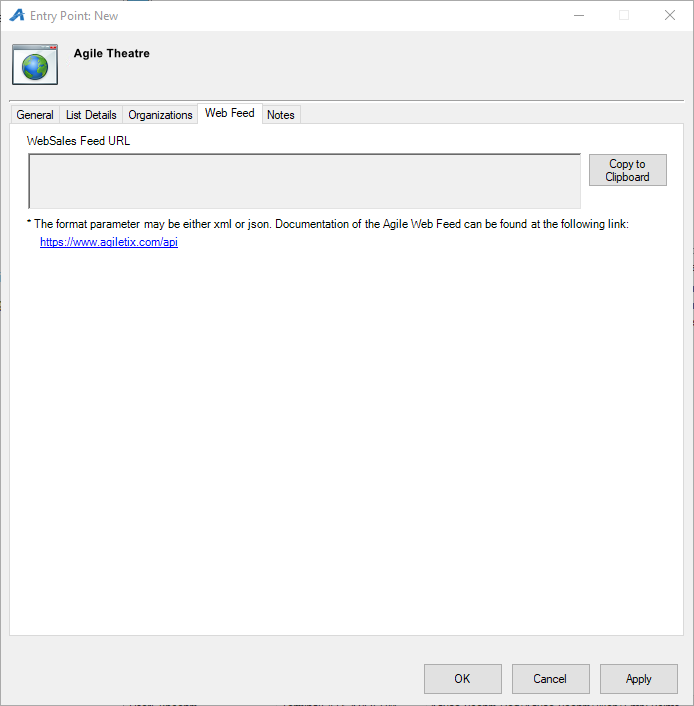 Entry Point: New
Agile Theatre
General List Details Organizations Web Feed Notes
WebSales Feed URL
Copy to
Clipboard
* The format parameter may be either xml or json. Documentation of the Agile Web Feed can be found at the following link:
https://www.agiletix.com/api
OK Cancel Apply